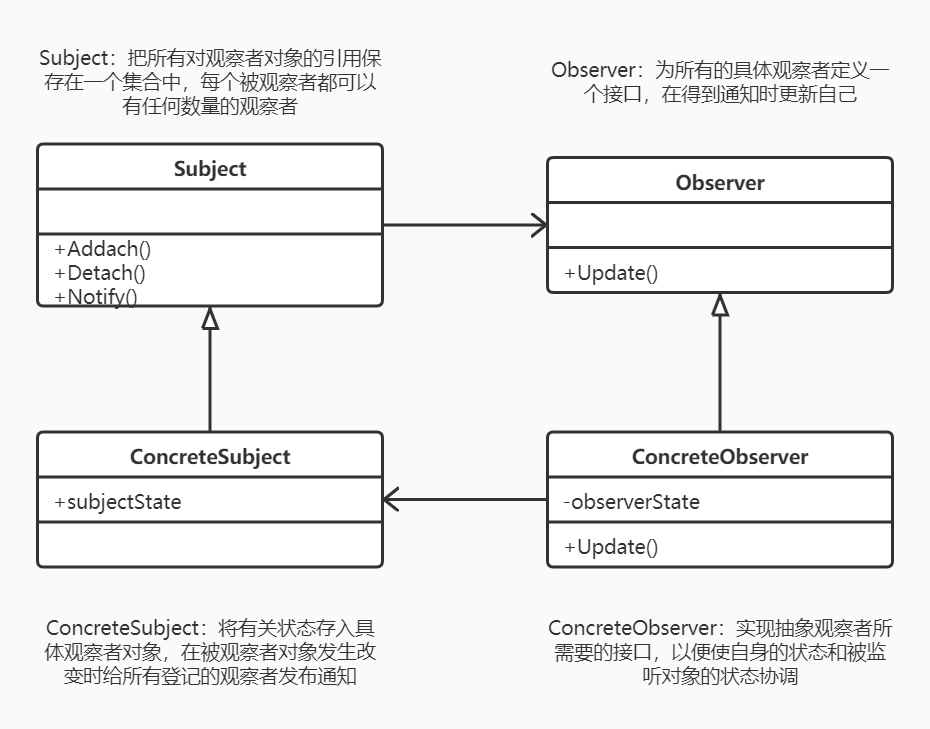 Subject：把所有对观察者对象的引用保
存在一个集合中，每个被观察者都可以
有任何数量的观察者
Observer：为所有的具体观察者定义一
个接口，在得到通知时更新自己
Subject
+Addach()
+Detach()
+Notify()
Observer
+Update()
ConcreteSubject
+subjectState
ConcreteObserver
-observerState
+Update()
ConcreteSubject：将有关状态存入具
体观察者对象，在被观察者对象发生改
变时给所有登记的观察者发布通知
ConcreteObserver：实现抽象观察者所
需要的接口，以便使自身的状态和被监
听对象的状态协调